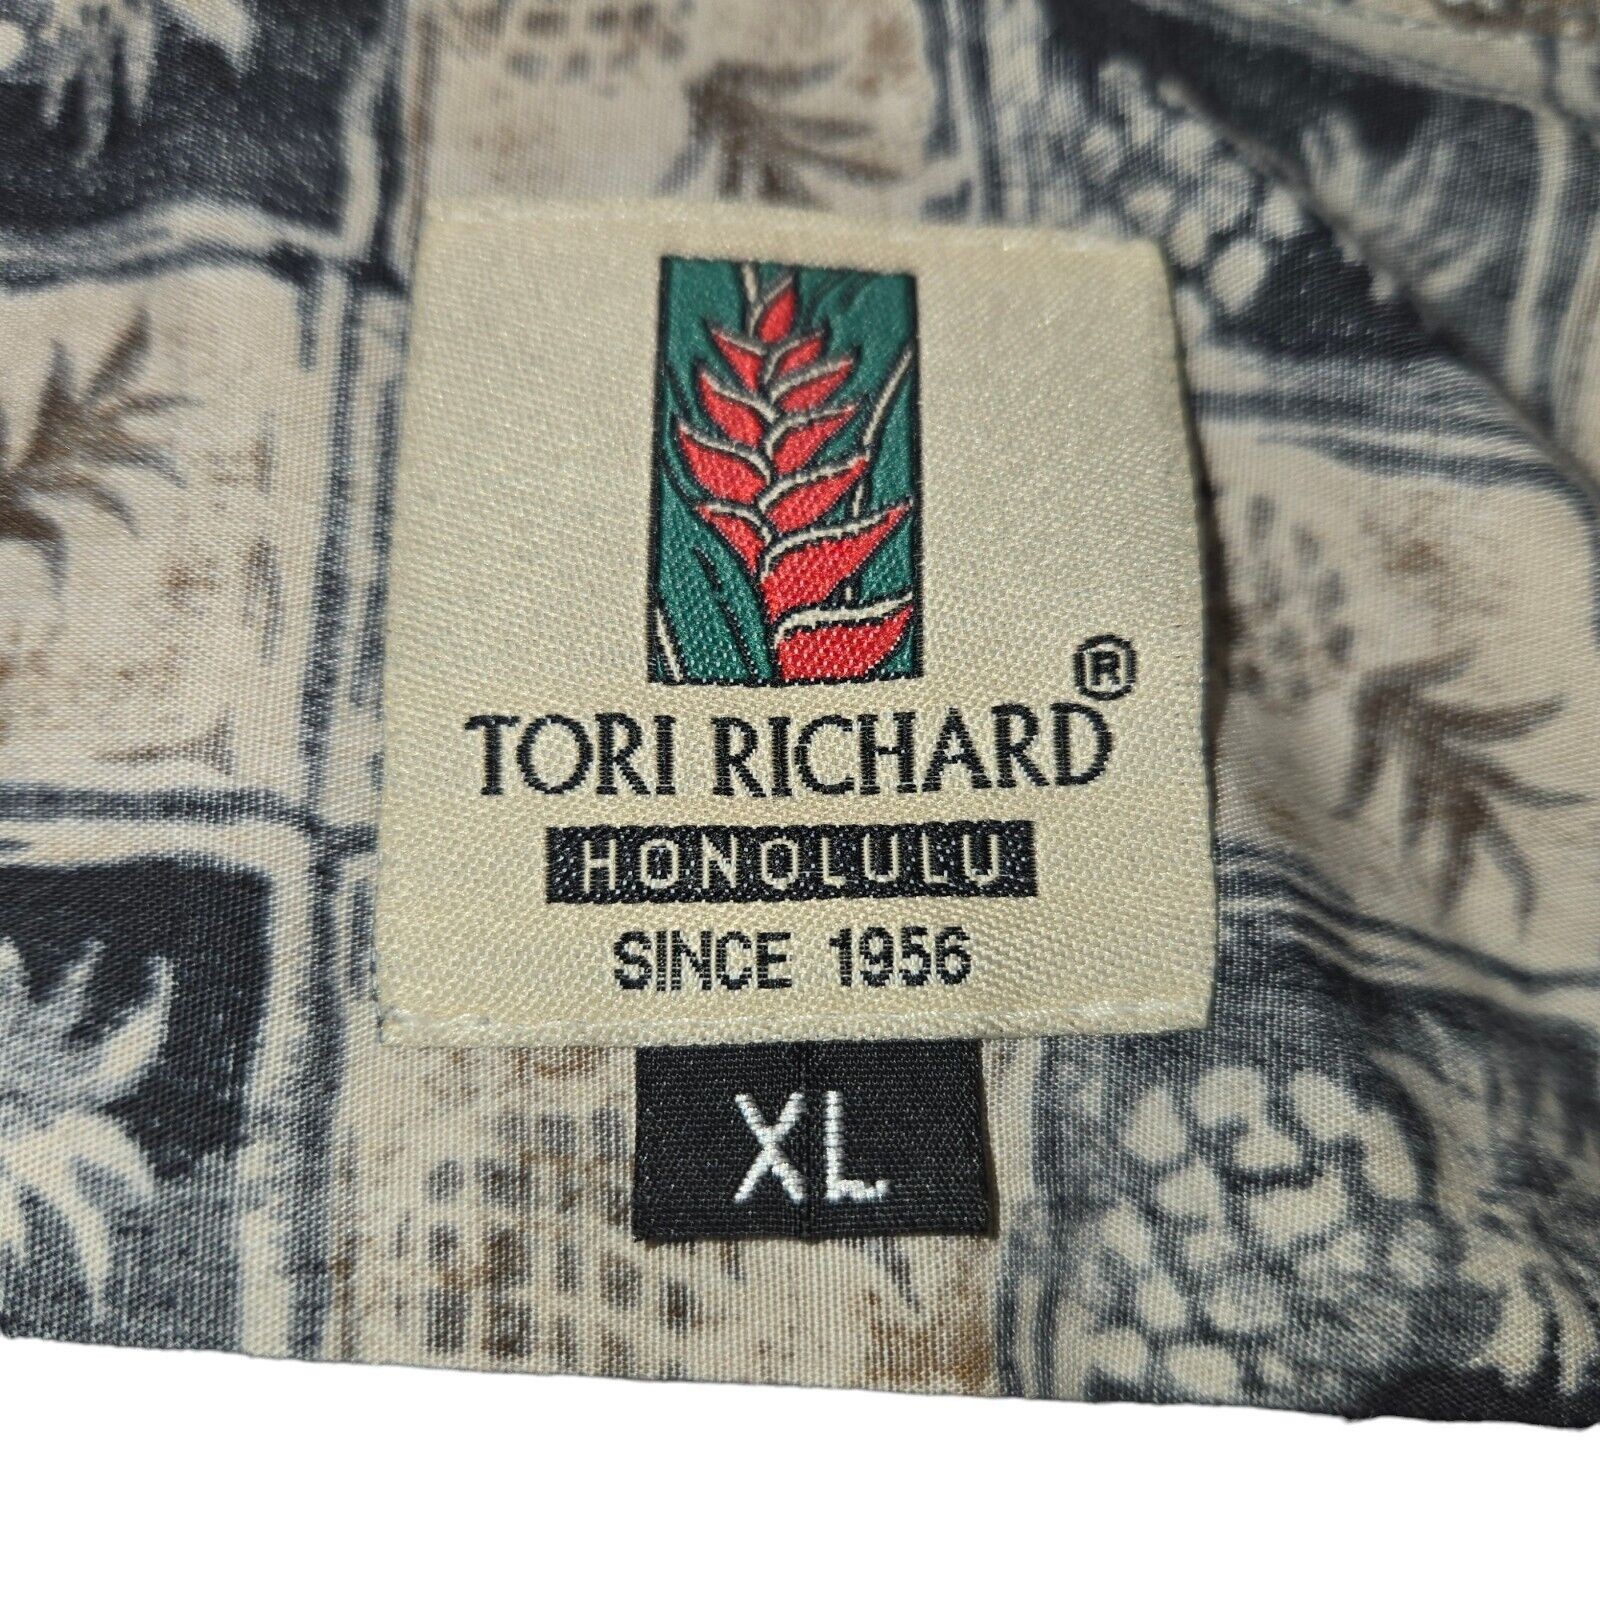 TORI RICHARD®
HONOLULU
SINCE 1956
XL